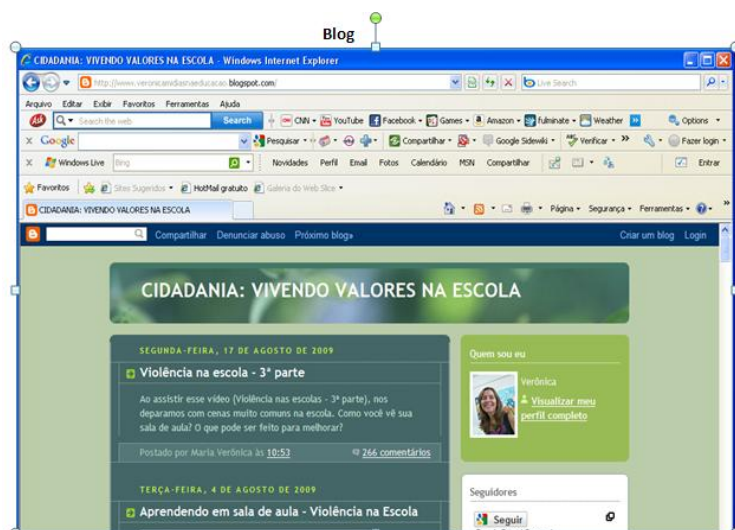 Blog
CIDADANIA: VIVENDO VALORES NA ESCOLA - Windows Internet Explorer
http://www.veronicamidiasnaeducacao.blogspot.com/
Live Search
Arquivo Editar Exibir Favoritos Ferramentas Ajuda
Ask Search the web Search CNN YouTube Facebook Games Amazon fulminate Weather Options
X Google Pesquisar Compartilhar Google Sidewiki Verificar Fazer login
X Windows Live Bing Novidades Perfil Email Fotos Calendário MSN Compartilhar Entrar
Favoritos Sites Sugeridos HotMail gratuito Galeria do Web Slice
CIDADANIA: VIVENDO VALORES NA ESCOLA Página Segurança Ferramentas
Compartilhar Denunciar abuso Próximo blog» Criar um blog Login
CIDADANIA: VIVENDO VALORES NA ESCOLA
SEGUNDA-FEIRA, 17 DE AGOSTO DE 2009
Violência na escola - 3ª parte
Ao assistir esse vídeo (Violência nas escolas - 3ª parte), nos
deparamos com cenas muito comuns na escola. Como você vê sua
sala de aula? O que pode ser feito para melhorar?
Postado por Maria Verônica às 10:53 266 comentários
TERÇA-FEIRA, 4 DE AGOSTO DE 2009
Aprendendo em sala de aula - Violência na Escola
Quem sou eu
Verônica
Visualizar meu
perfil completo
Seguidores
Seguir